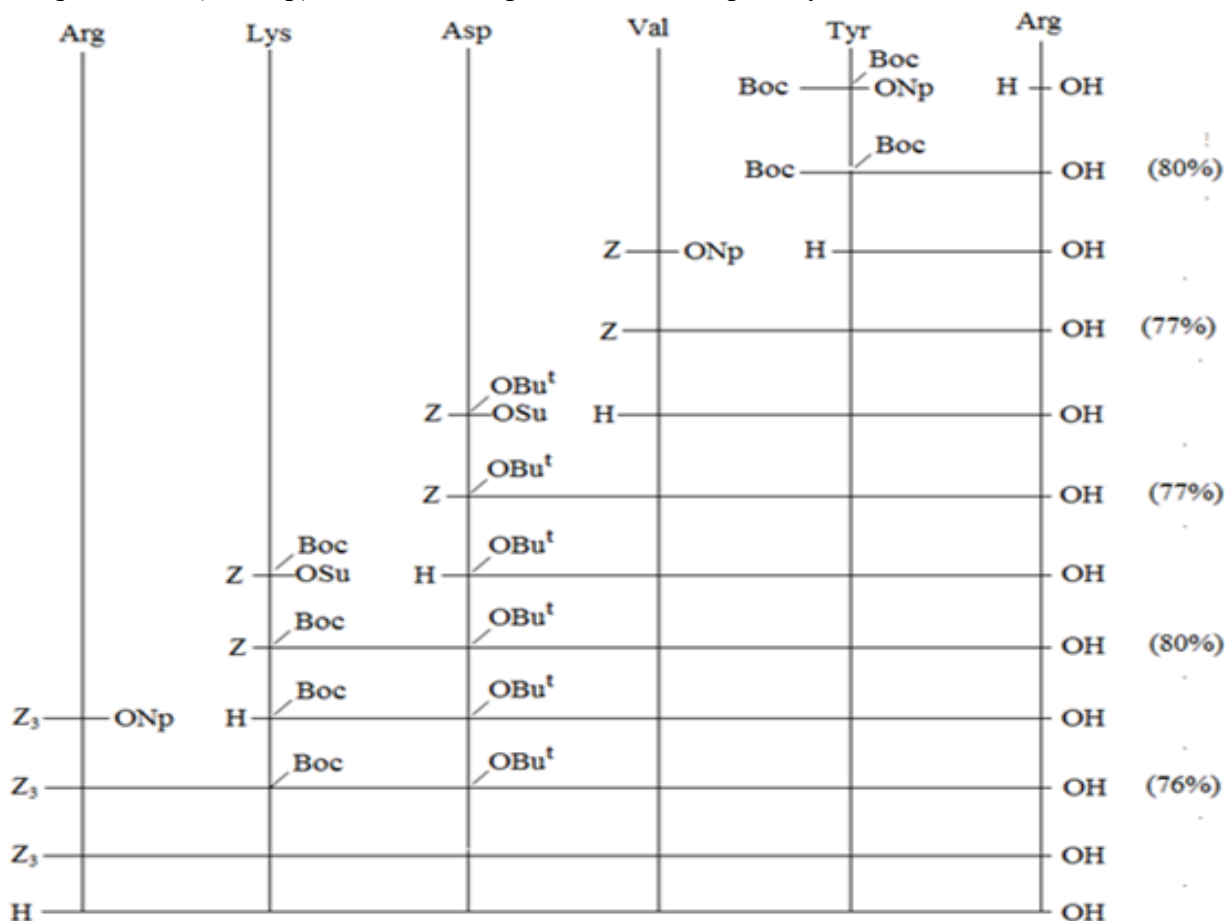 Arg Lys Asp Val Tyr Arg
Boc
Boc ONp H OH
Boc
Boc OH (80%)
Z ONp H OH
Z OH (77%)
OBuᵗ
Z OSu H OH
OBuᵗ
Z OH (77%)
Boc OBuᵗ
Z OSu H OH
Boc OBuᵗ
Z OH (80%)
Boc OBuᵗ
Z₃ ONp H OH
Boc OBuᵗ
Z₃ OH (76%)
Z₃ OH
H OH